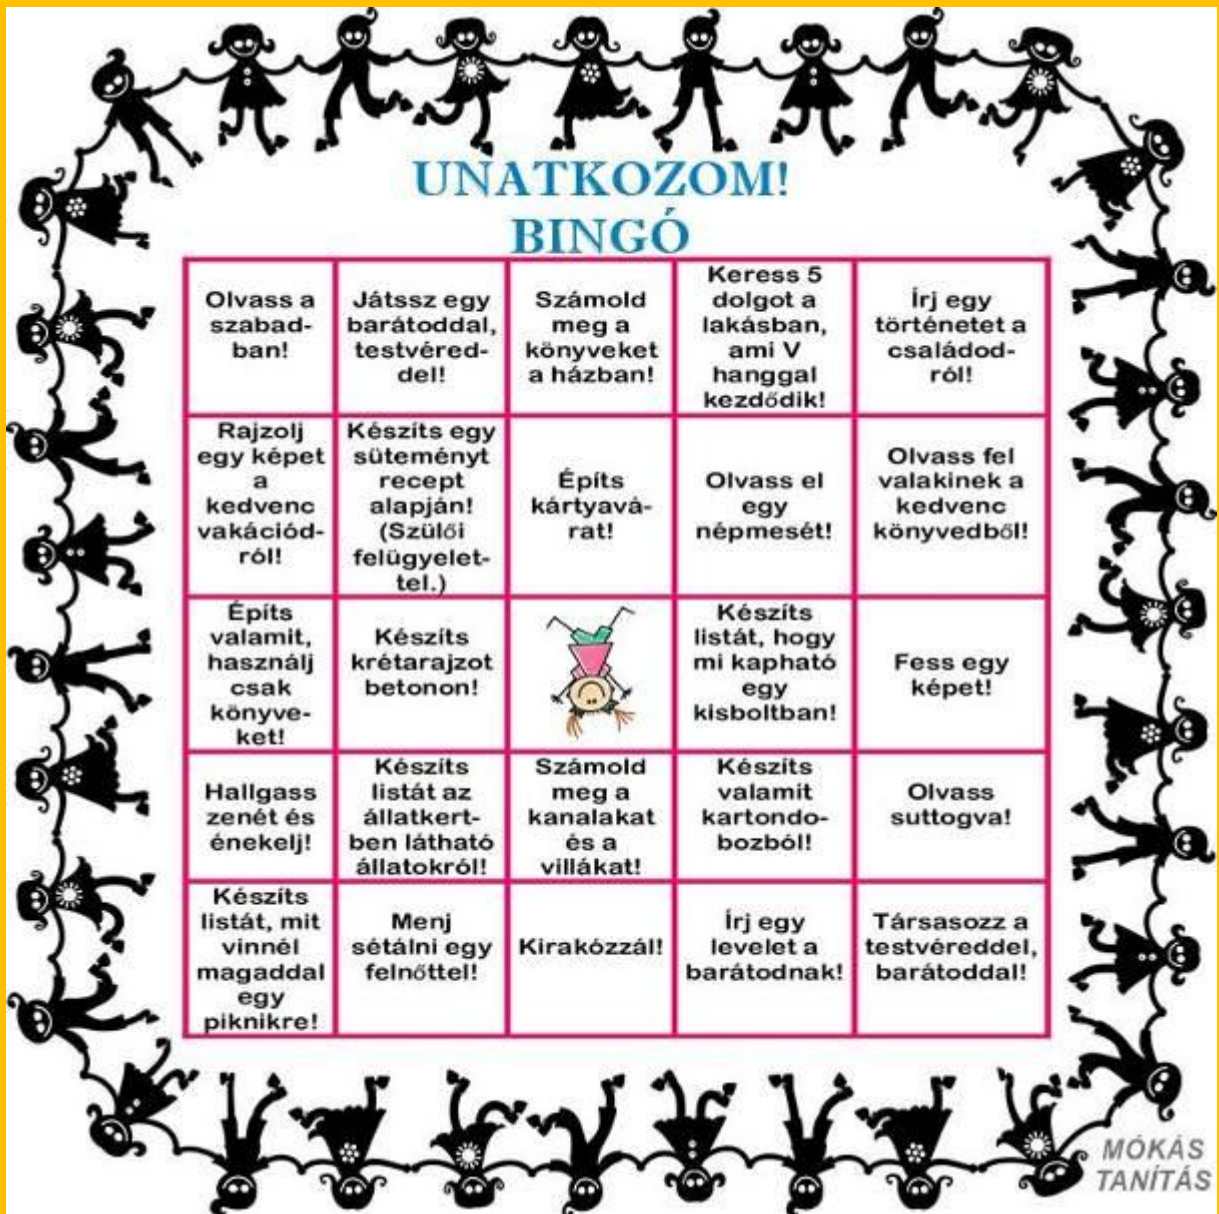 UNATKOZOM!
BINGÓ
Olvass a
szabad-
ban!
Játssz egy
barátoddal,
testvéred-
del!
Számold
meg a
könyveket
a házban!
Keress 5
dolgot a
lakásban,
ami V
hanggal
kezdődik!
Írj egy
történetet a
családod-
ról!
Rajzolj
egy képet
a
kedvenc
vakációd-
ról!
Készíts egy
süteményt
recept
alapján!
(Szülői
felügyelet-
tel.)
Építs
kártyavá-
rat!
Olvass el
egy
népmesét!
Olvass fel
valakinek a
kedvenc
könyvedből!
Építs
valamit,
használj
csak
könyve-
ket!
Készíts
krétarajzot
betonon!
Készíts
listát, hogy
mi kapható
egy
kisboltban!
Fess egy
képet!
Hallgass
zenét és
énekelj!
Készíts
listát az
állatkert-
ben látható
állatokról!
Számold
meg a
kanalakat
és a
villákat!
Készíts
valamit
kartondo-
bozból!
Olvass
suttogva!
Készíts
listát, mit
vinnél
magaddal
egy
piknikre!
Menj
sétálni egy
felnőttel!
Kirakózzál!
Írj egy
levelet a
barátodnak!
Társasozz a
testvéreddel,
barátoddal!
MÓKÁS
TANÍTÁS